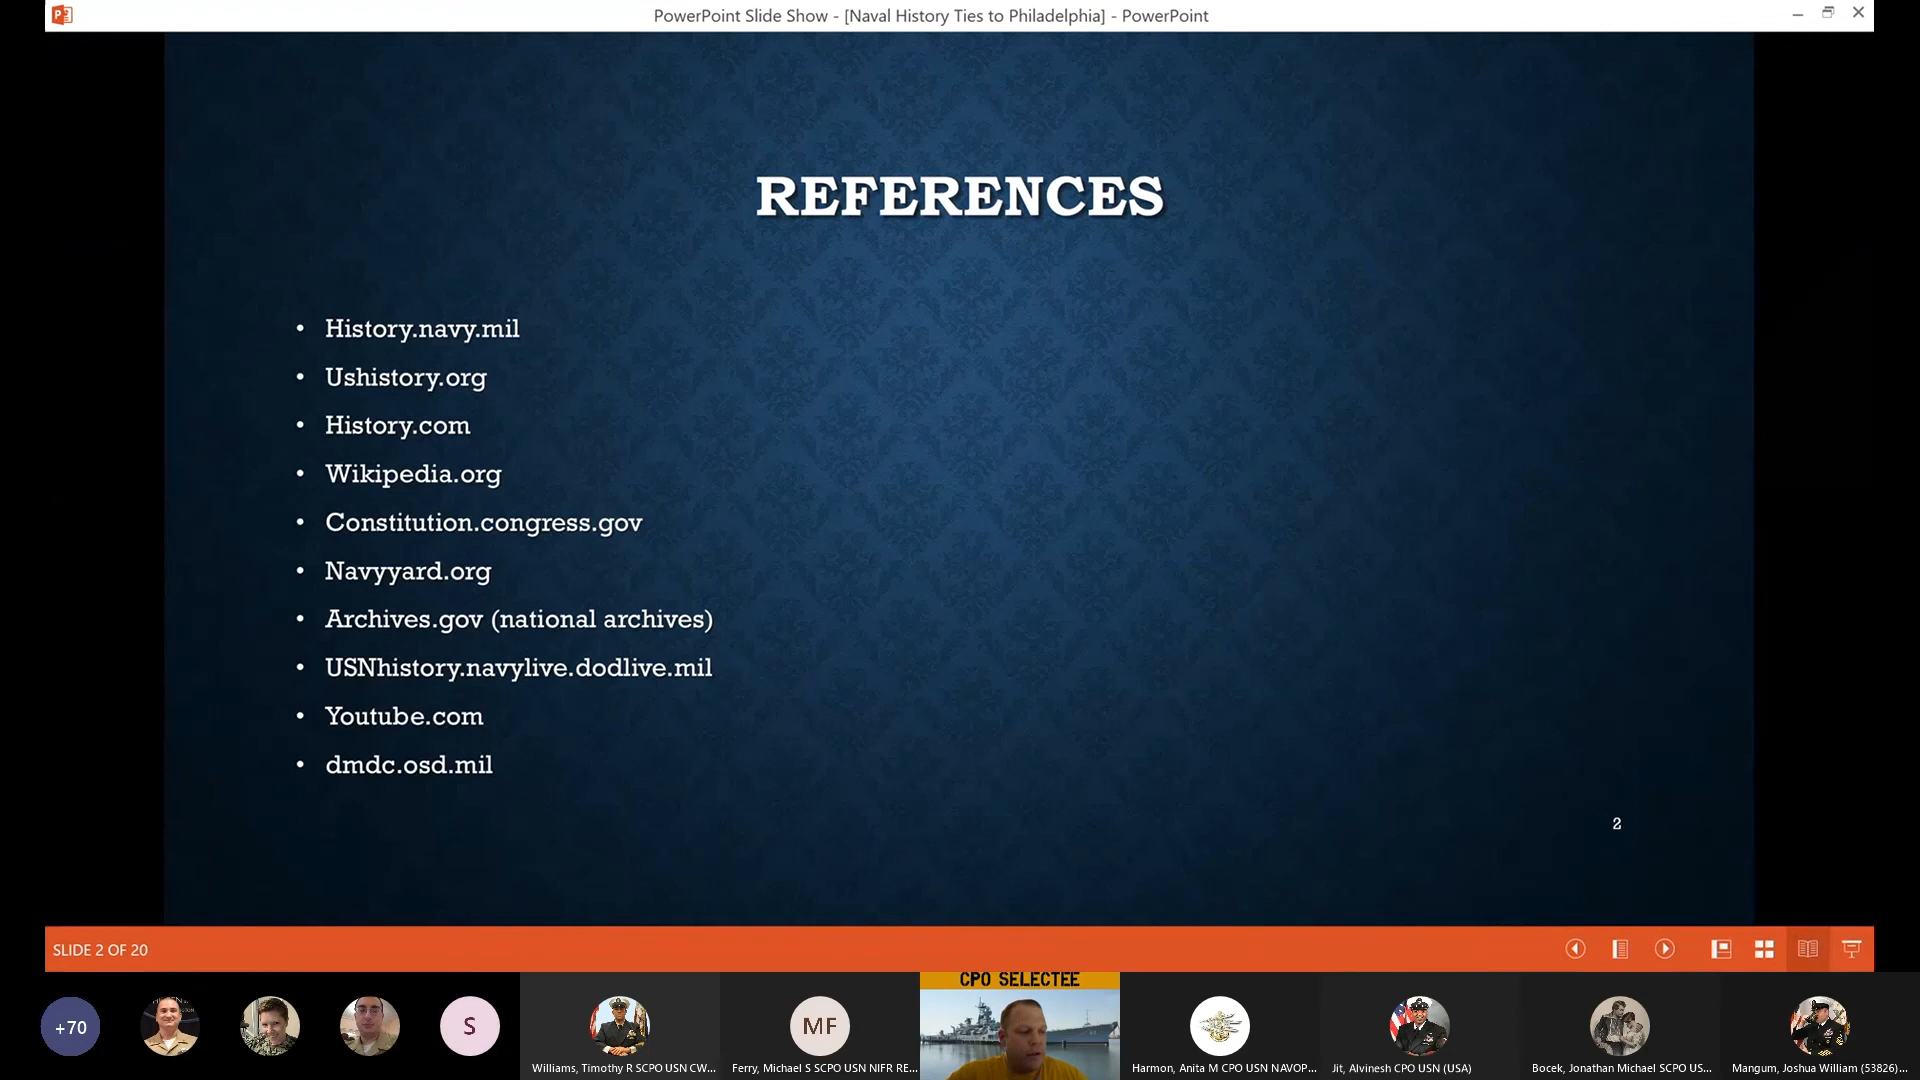 PowerPoint Slide Show - [Naval History Ties to Philadelphia] - PowerPoint
REFERENCES
• History.navy.mil
• Ushistory.org
• History.com
• Wikipedia.org
• Constitution.congress.gov
• Navyyard.org
• Archives.gov (national archives)
• USNhistory.navylive.dodlive.mil
• Youtube.com
• dmdc.osd.mil
2
SLIDE 2 OF 20
+70
S
MF
CPO SELECTEE
Williams, Timothy R SCPO USN CW...
Ferry, Michael S SCPO USN NIFR RE...
Harmon, Anita M CPO USN NAVOP...
Jit, Alvinesh CPO USN (USA)
Bocek, Jonathan Michael SCPO US...
Mangum, Joshua William (53826)...